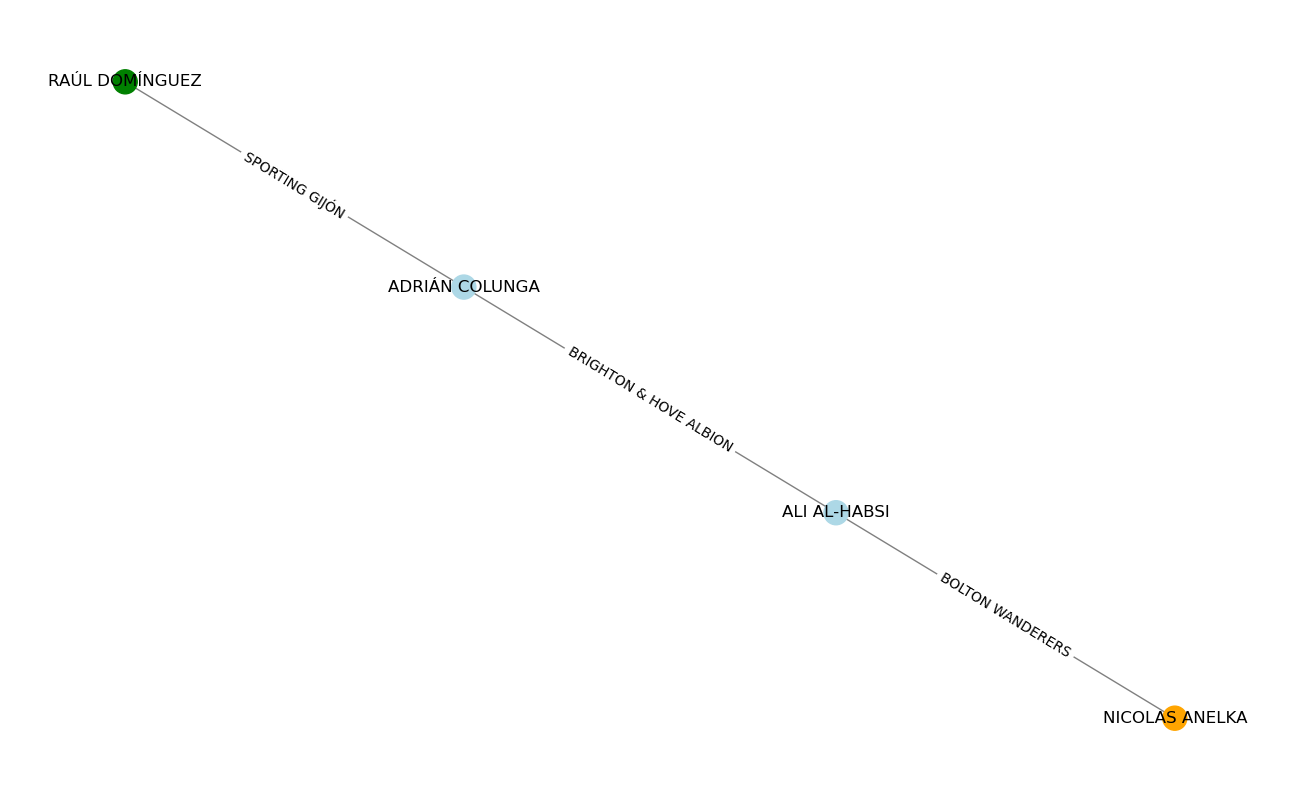 RAÚL DOMÍNGUEZ
SPORTING GIJÓN
ADRIÁN COLUNGA
BRIGHTON & HOVE ALBION
ALI AL-HABSI
BOLTON WANDERERS
NICOLAS ANELKA